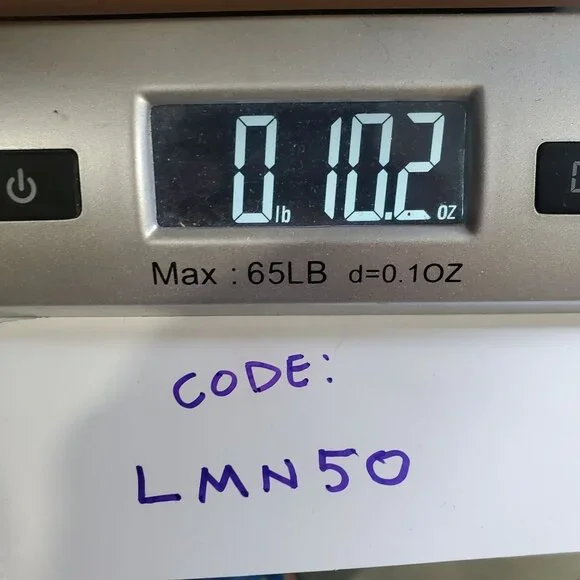 0 lb 10.2 oz
Max : 65LB d=0.1OZ
CODE:
LMN50